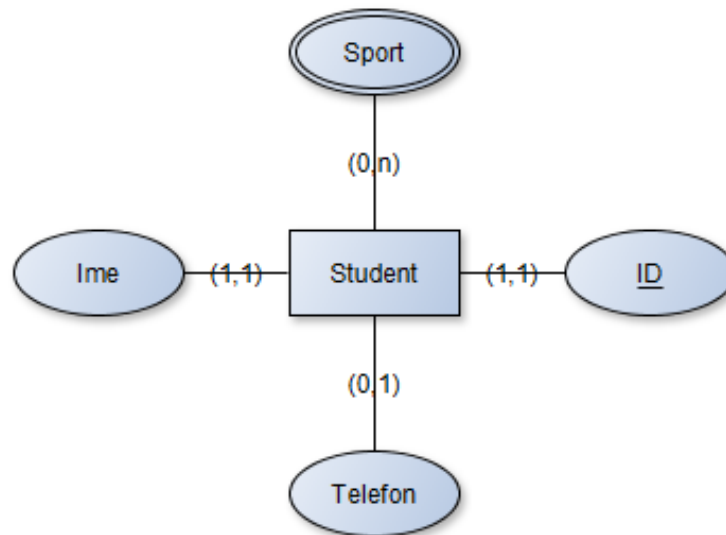 Sport
(0,n)
Ime
(1,1)
Student
(1,1)
ID
(0,1)
Telefon